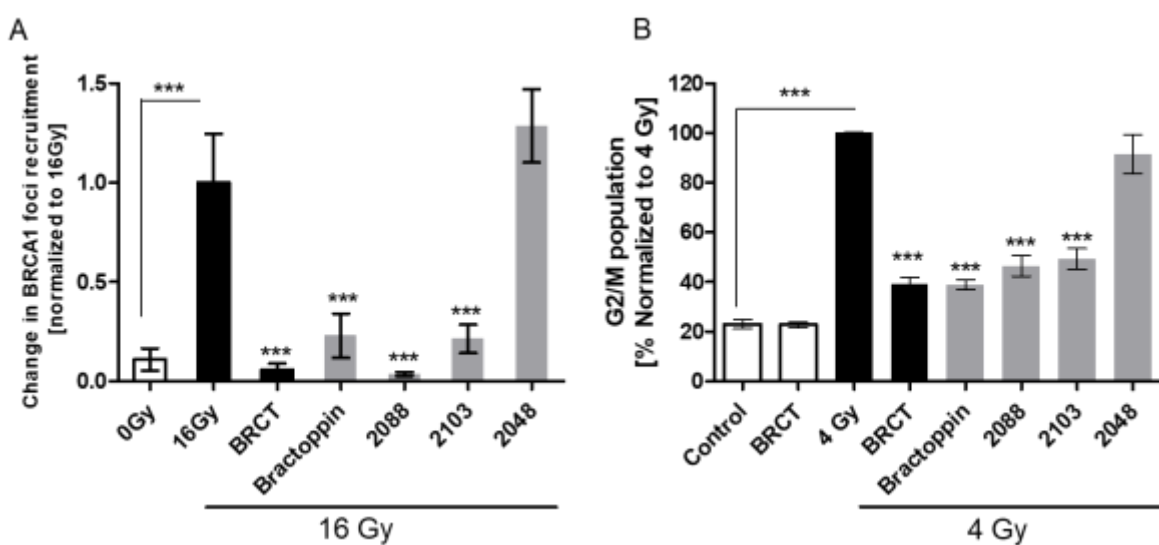 A
Change in BRCA1 foci recruitment
[normalized to 16Gy]
1.5
1.0
0.5
0.0
***
***
***
***
***
0Gy
16Gy
BRCT
Bractoppin
2088
2103
2048
16 Gy
B
G2/M population
[% Normalized to 4 Gy]
120
100
80
60
40
20
0
***
***
***
***
***
Control
BRCT
4 Gy
BRCT
Bractoppin
2088
2103
2048
4 Gy